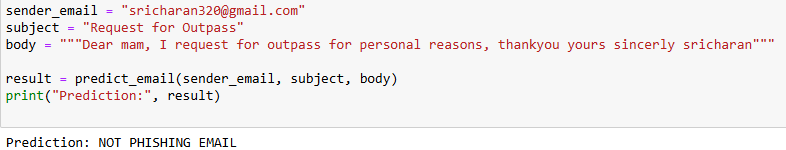 sender_email = "sricharan320@gmail.com"
subject = "Request for Outpass"
body = """Dear mam, I request for outpass for personal reasons, thankyou yours sincerly sricharan"""
result = predict_email(sender_email, subject, body)
print("Prediction:", result)
Prediction: NOT PHISHING EMAIL